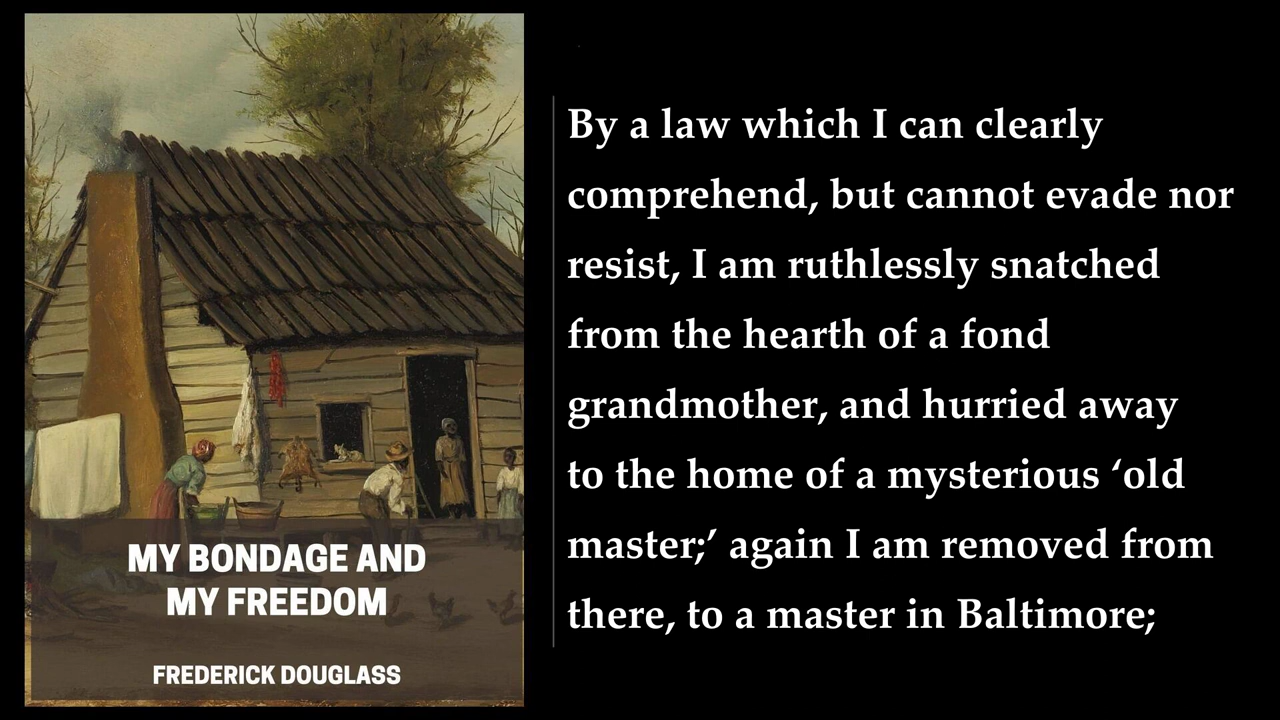 MY BONDAGE AND
MY FREEDOM
FREDERICK DOUGLASS
By a law which I can clearly
comprehend, but cannot evade nor
resist, I am ruthlessly snatched
from the hearth of a fond
grandmother, and hurried away
to the home of a mysterious ‘old
master;’ again I am removed from
there, to a master in Baltimore;